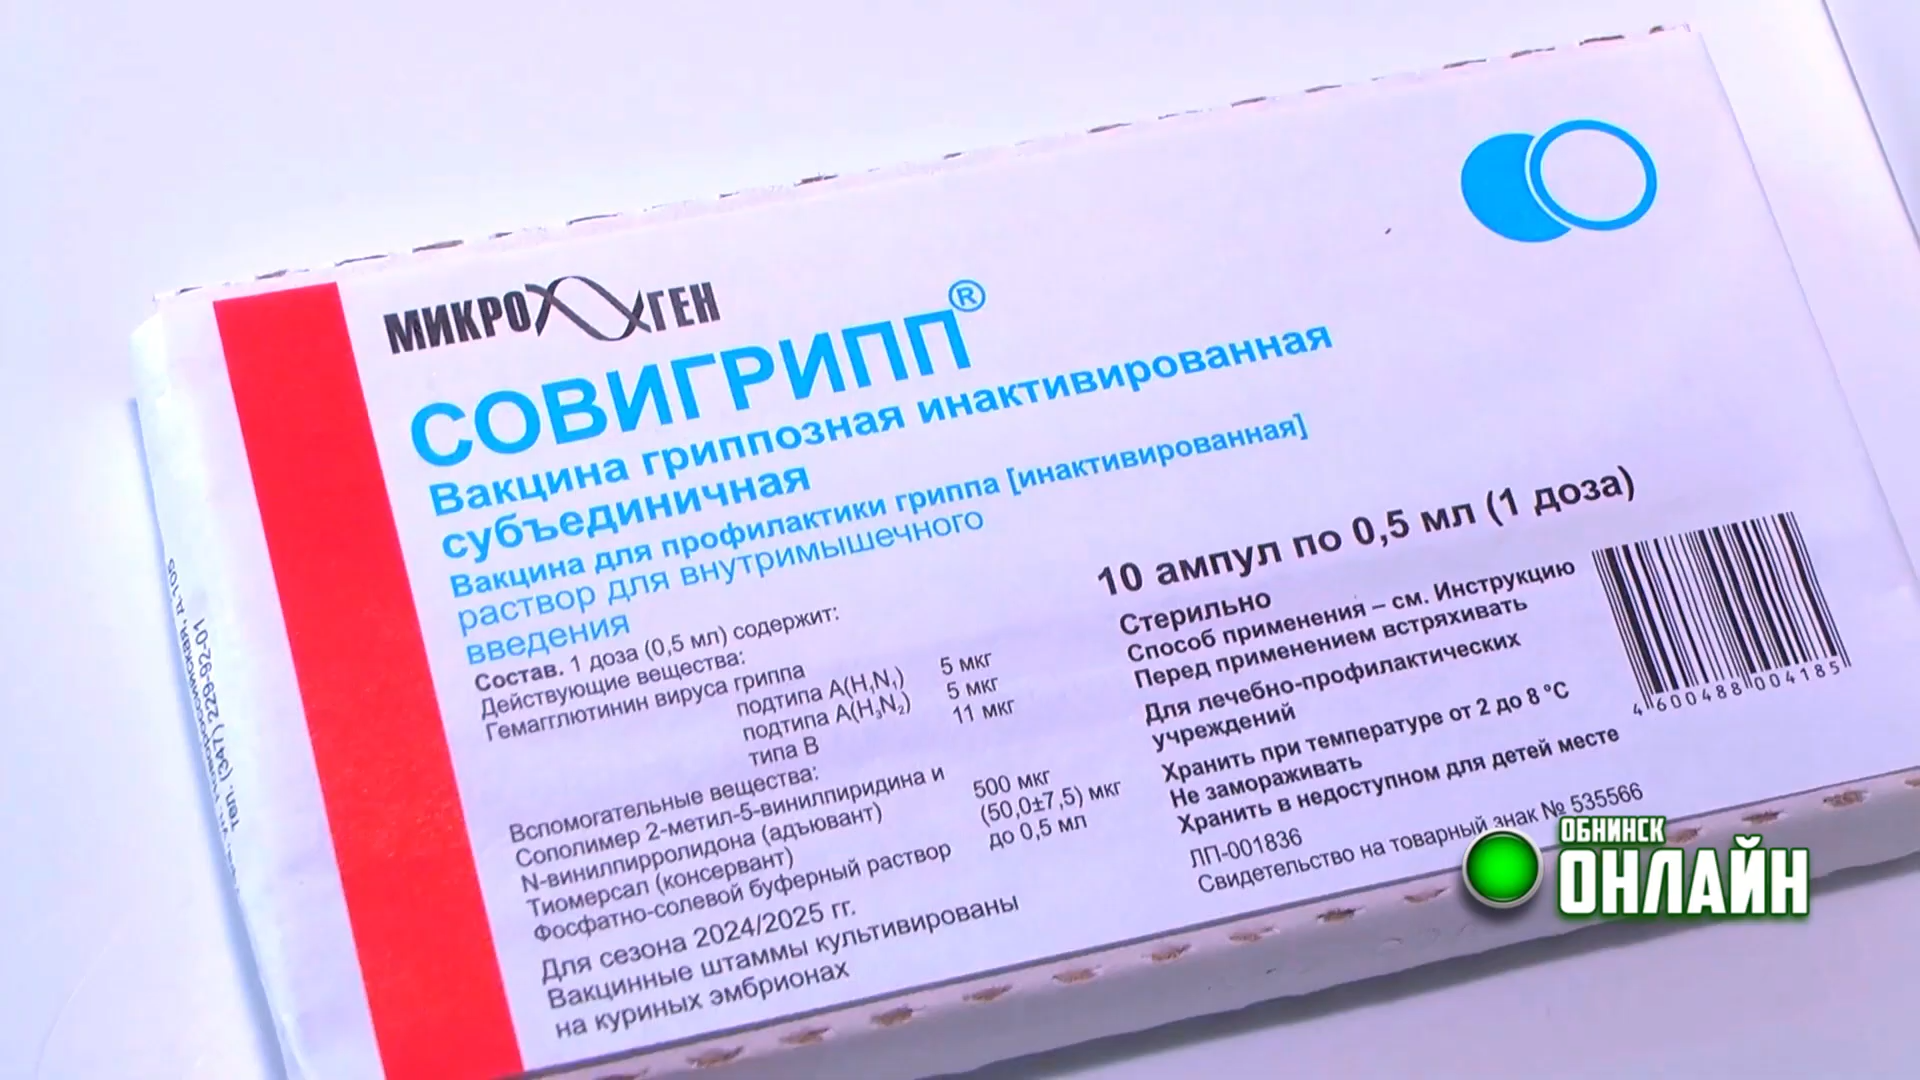 МИКРОГЕН
СОВИГРИПП®
Вакцина гриппозная инактивированная
субъединичная
Вакцина для профилактики гриппа [инактивированная]
раствор для внутримышечного
введения
Состав. 1 доза (0,5 мл) содержит:
Действующие вещества:
Гемагглютинин вируса гриппа
подтипа A(H₁N₁) 5 мкг
подтипа A(H₃N₂) 5 мкг
типа B 11 мкг
Вспомогательные вещества:
Сополимер 2-метил-5-винилпиридина и
N-винилпирролидона (адъювант) 500 мкг
Тиомерсал (консервант) (50,0±7,5) мкг
Фосфатно-солевой буферный раствор до 0,5 мл
Для сезона 2024/2025 гг.
Вакцинные штаммы культивированы
на куриных эмбрионах
10 ампул по 0,5 мл (1 доза)
Стерильно
Способ применения – см. Инструкцию
Перед применением встряхивать
Для лечебно-профилактических
учреждений
Хранить при температуре от 2 до 8 °C
Не замораживать
Хранить в недоступном для детей месте
ЛП-001836
Свидетельство на товарный знак № 535566
4 600488 004185
тел. (347) 229-92-01
ОБНИНСК
ОНЛАЙН